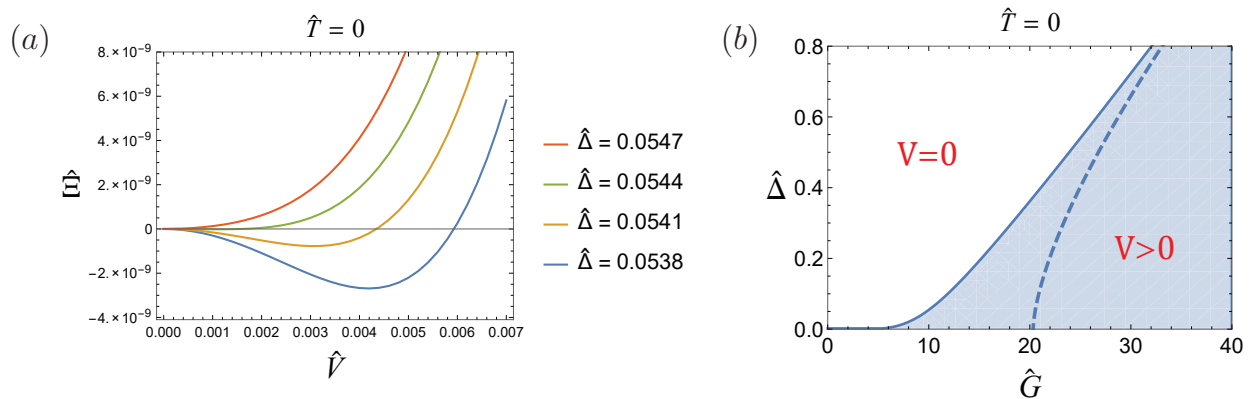 (a)
T̂ = 0
8. × 10⁻⁹
6. × 10⁻⁹
4. × 10⁻⁹
2. × 10⁻⁹
0
−2. × 10⁻⁹
−4. × 10⁻⁹
Ξ̂
0.000 0.001 0.002 0.003 0.004 0.005 0.006 0.007
V̂
Δ̂ = 0.0547
Δ̂ = 0.0544
Δ̂ = 0.0541
Δ̂ = 0.0538
(b)
T̂ = 0
0.8
0.6
0.4
0.2
0.0
Δ̂
V=0
V>0
0 10 20 30 40
Ĝ